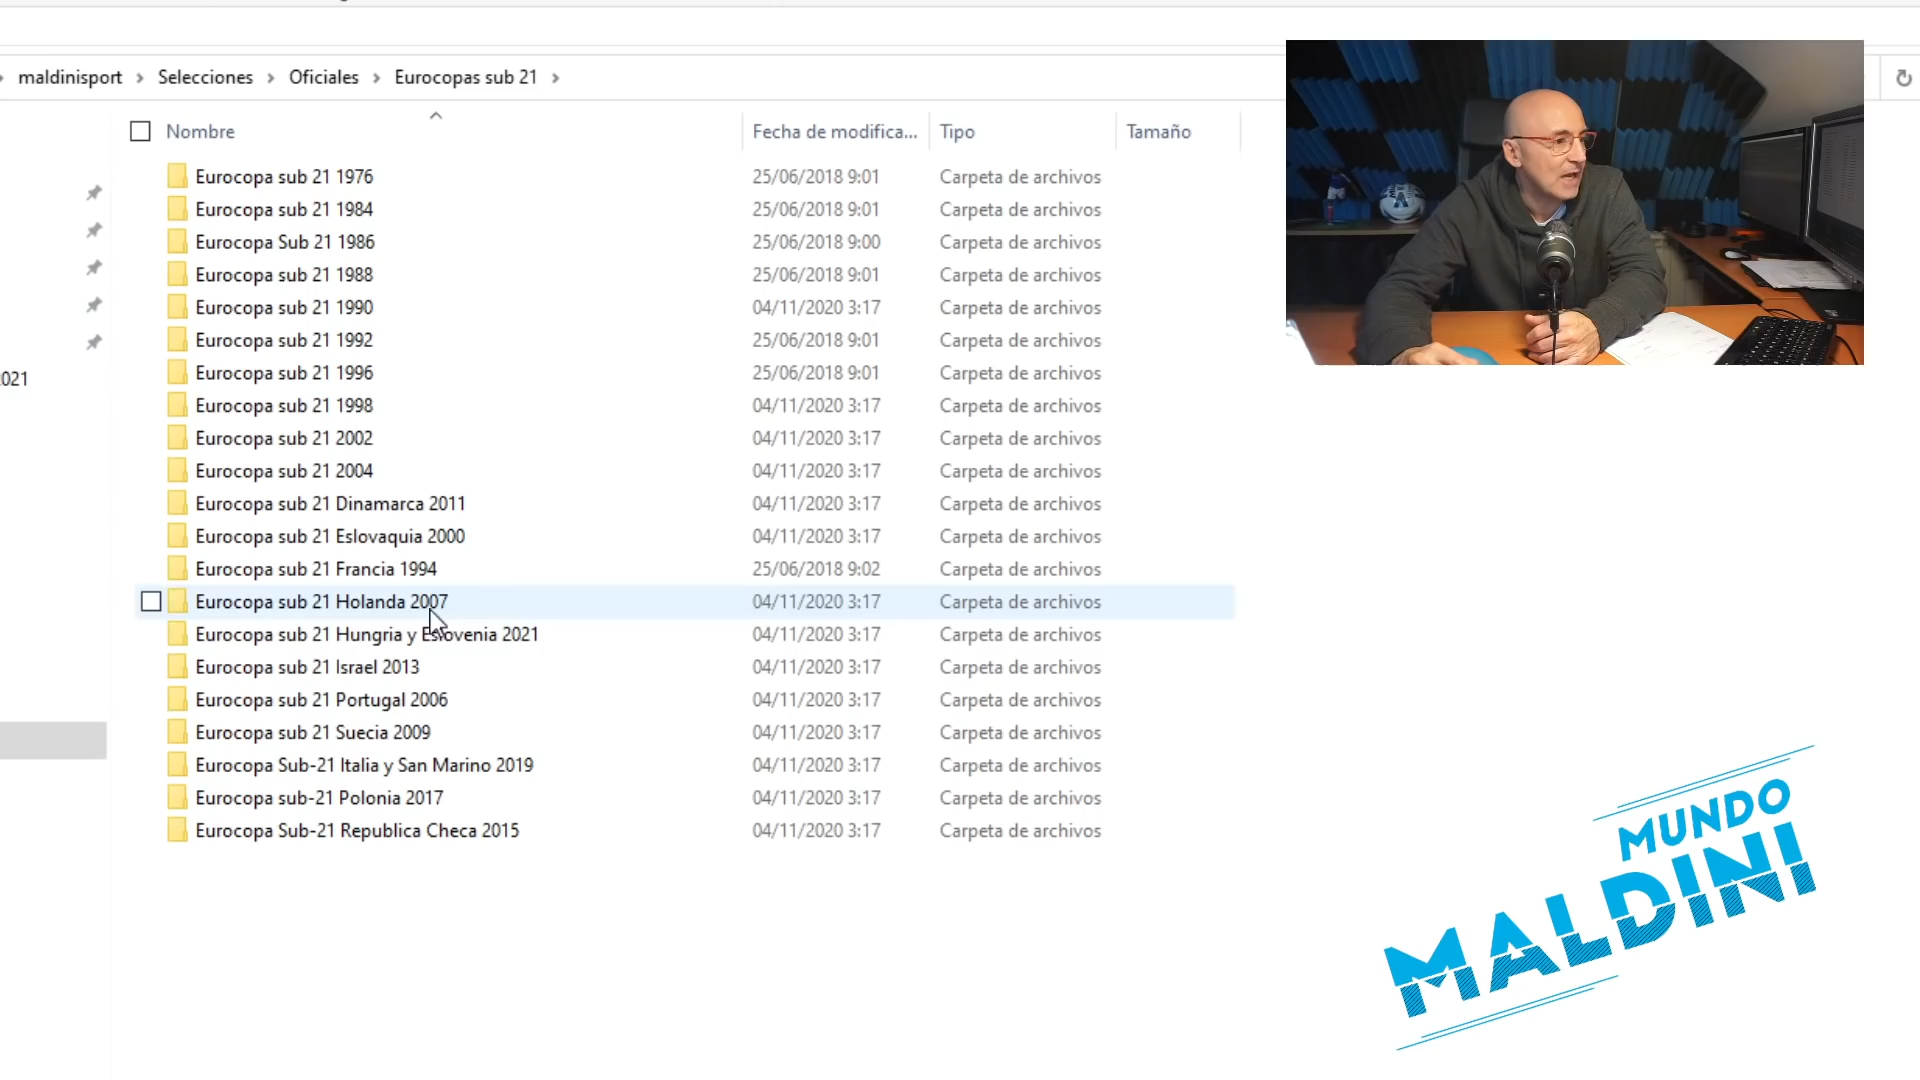 maldinisport > Selecciones > Oficiales > Eurocopas sub 21 >
Nombre Fecha de modifica... Tipo Tamaño
Eurocopa sub 21 1976 25/06/2018 9:01 Carpeta de archivos
Eurocopa sub 21 1984 25/06/2018 9:01 Carpeta de archivos
Eurocopa Sub 21 1986 25/06/2018 9:00 Carpeta de archivos
Eurocopa sub 21 1988 25/06/2018 9:01 Carpeta de archivos
Eurocopa sub 21 1990 04/11/2020 3:17 Carpeta de archivos
Eurocopa sub 21 1992 25/06/2018 9:01 Carpeta de archivos
Eurocopa sub 21 1996 25/06/2018 9:01 Carpeta de archivos
021
Eurocopa sub 21 1998 04/11/2020 3:17 Carpeta de archivos
Eurocopa sub 21 2002 04/11/2020 3:17 Carpeta de archivos
Eurocopa sub 21 2004 04/11/2020 3:17 Carpeta de archivos
Eurocopa sub 21 Dinamarca 2011 04/11/2020 3:17 Carpeta de archivos
Eurocopa sub 21 Eslovaquia 2000 04/11/2020 3:17 Carpeta de archivos
Eurocopa sub 21 Francia 1994 25/06/2018 9:02 Carpeta de archivos
Eurocopa sub 21 Holanda 2007 04/11/2020 3:17 Carpeta de archivos
Eurocopa sub 21 Hungria y Eslovenia 2021 04/11/2020 3:17 Carpeta de archivos
Eurocopa sub 21 Israel 2013 04/11/2020 3:17 Carpeta de archivos
Eurocopa sub 21 Portugal 2006 04/11/2020 3:17 Carpeta de archivos
Eurocopa sub 21 Suecia 2009 04/11/2020 3:17 Carpeta de archivos
Eurocopa Sub-21 Italia y San Marino 2019 04/11/2020 3:17 Carpeta de archivos
Eurocopa sub-21 Polonia 2017 04/11/2020 3:17 Carpeta de archivos
Eurocopa Sub-21 Republica Checa 2015 04/11/2020 3:17 Carpeta de archivos
MUNDO
MALDINI